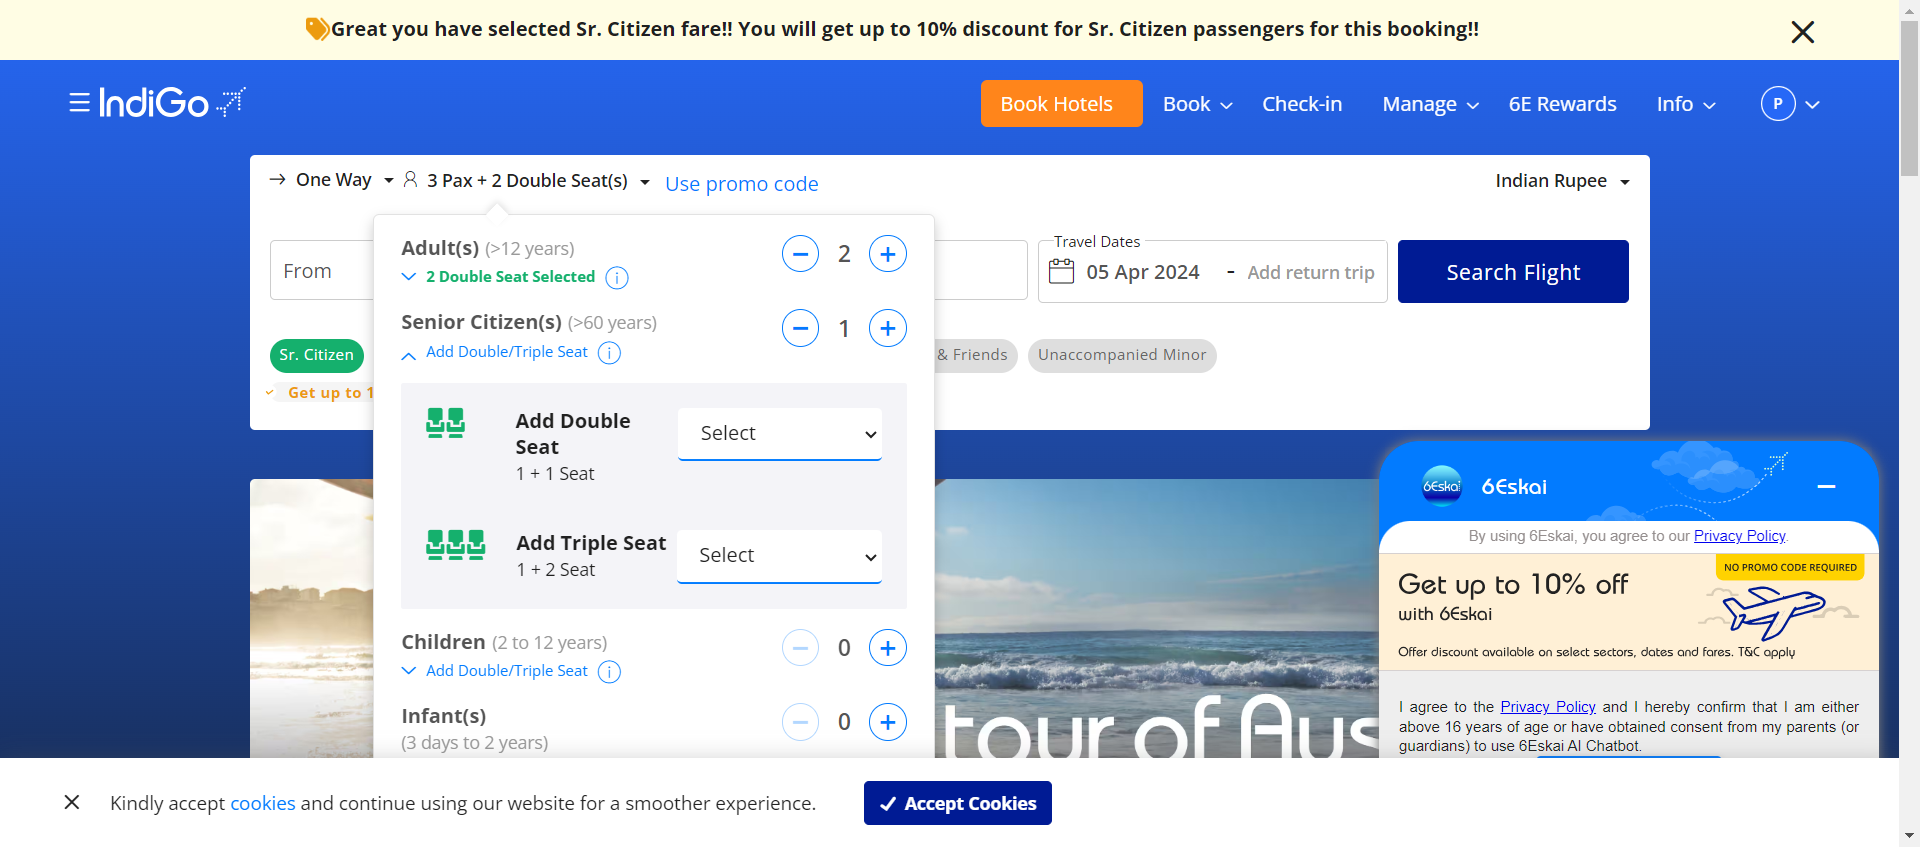 Great you have selected Sr. Citizen fare!! You will get up to 10% discount for Sr. Citizen passengers for this booking!!
IndiGo
Book Hotels
Book
Check-in
Manage
6E Rewards
Info
P
One Way
3 Pax + 2 Double Seat(s)
Use promo code
Indian Rupee
Adult(s) (>12 years)
2
2 Double Seat Selected
From
Travel Dates
05 Apr 2024 - Add return trip
Search Flight
Senior Citizen(s) (>60 years)
1
Add Double/Triple Seat
Sr. Citizen
& Friends
Unaccompanied Minor
Get up to 1
Add Double
Seat
1 + 1 Seat
Select
Add Triple Seat
1 + 2 Seat
Select
Children (2 to 12 years)
0
Add Double/Triple Seat
Infant(s)
(3 days to 2 years)
0
tour of Aus
6Eskai
6Eskai
By using 6Eskai, you agree to our Privacy Policy.
NO PROMO CODE REQUIRED
Get up to 10% off
with 6Eskai
Offer discount available on select sectors, dates and fares. T&C apply
I agree to the Privacy Policy and I hereby confirm that I am either
above 16 years of age or have obtained consent from my parents (or
guardians) to use 6Eskai AI Chatbot.
Kindly accept cookies and continue using our website for a smoother experience.
Accept Cookies